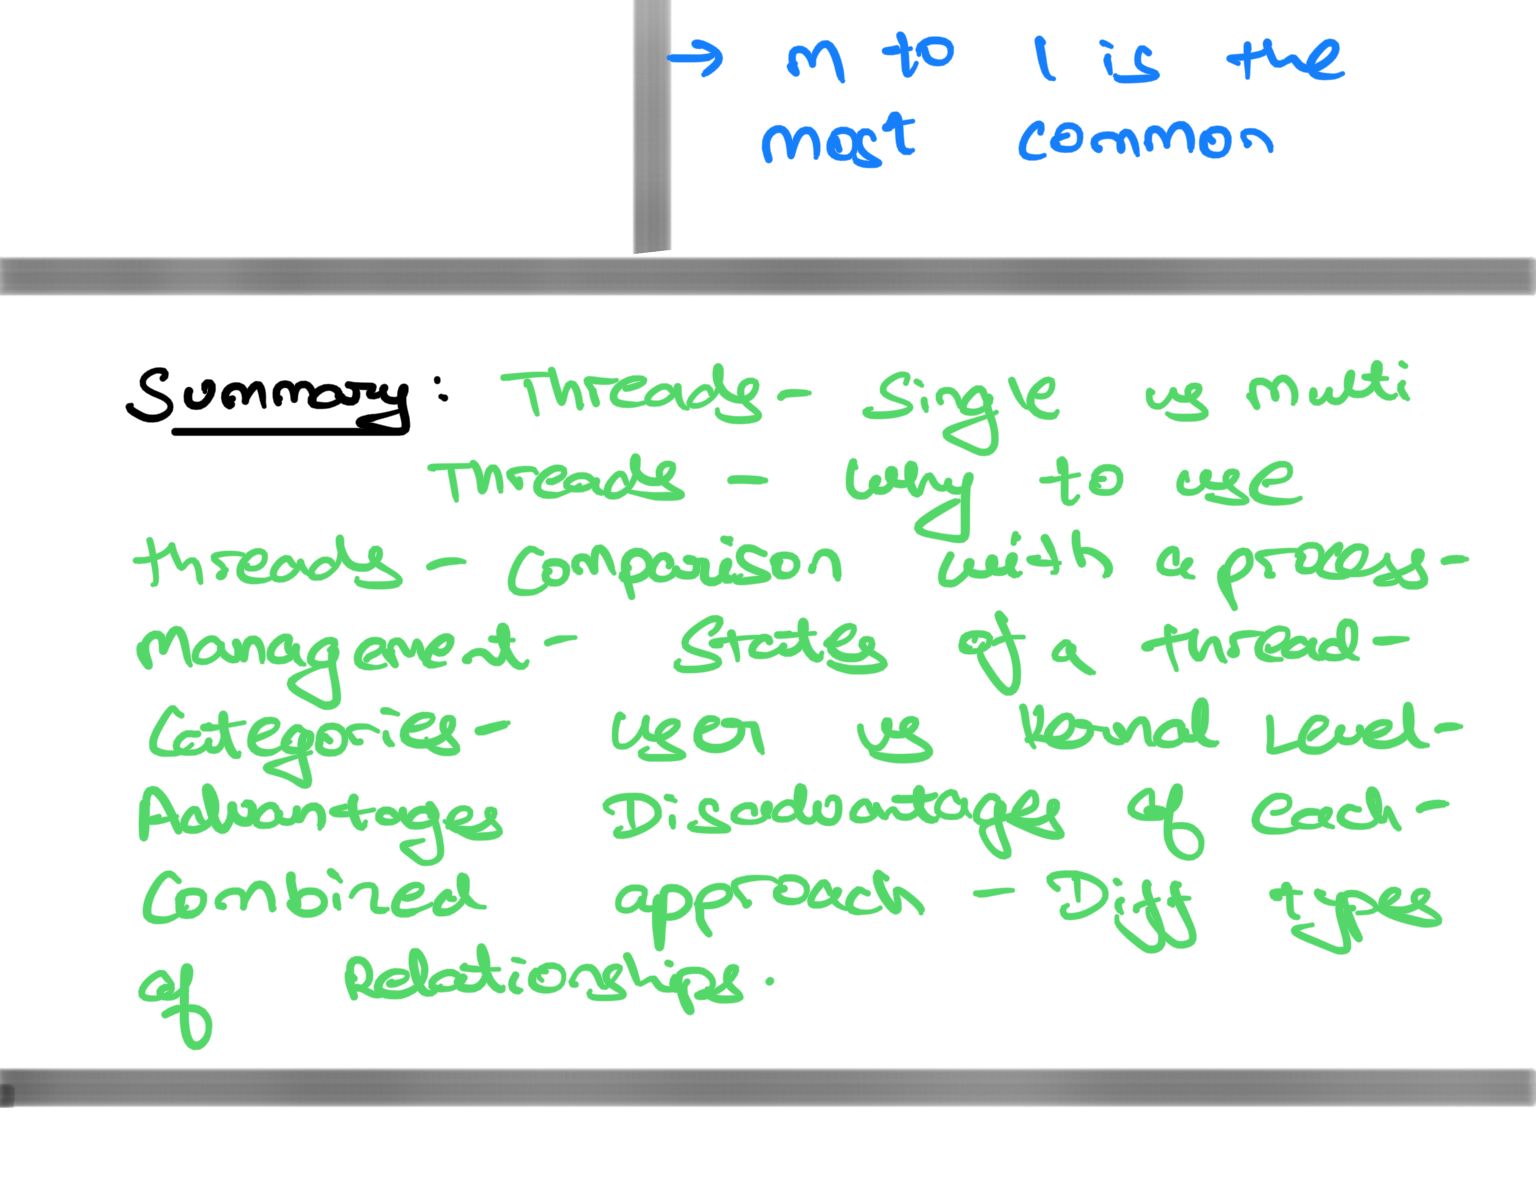 → m to 1 is the
most common
Summary: Threads - Single vs Multi
Threads - Why to use
threads - Comparison with a process -
Management - States of a thread -
Categories - User vs Kernal Level -
Advantages Disadvantages of each -
Combined approach - Diff types
of Relationships.